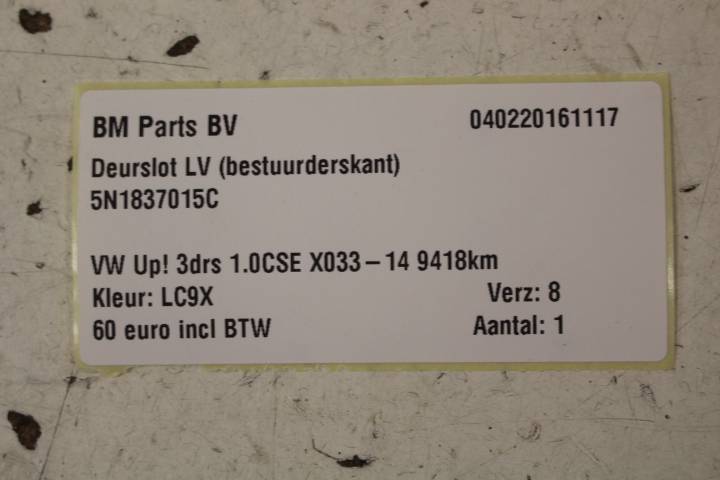 BM Parts BV 040220161117
Deurslot LV (bestuurderskant)
5N1837015C
VW Up! 3drs 1.0CSE X033-14 9418km
Kleur: LC9X Verz: 8
60 euro incl BTW Aantal: 1